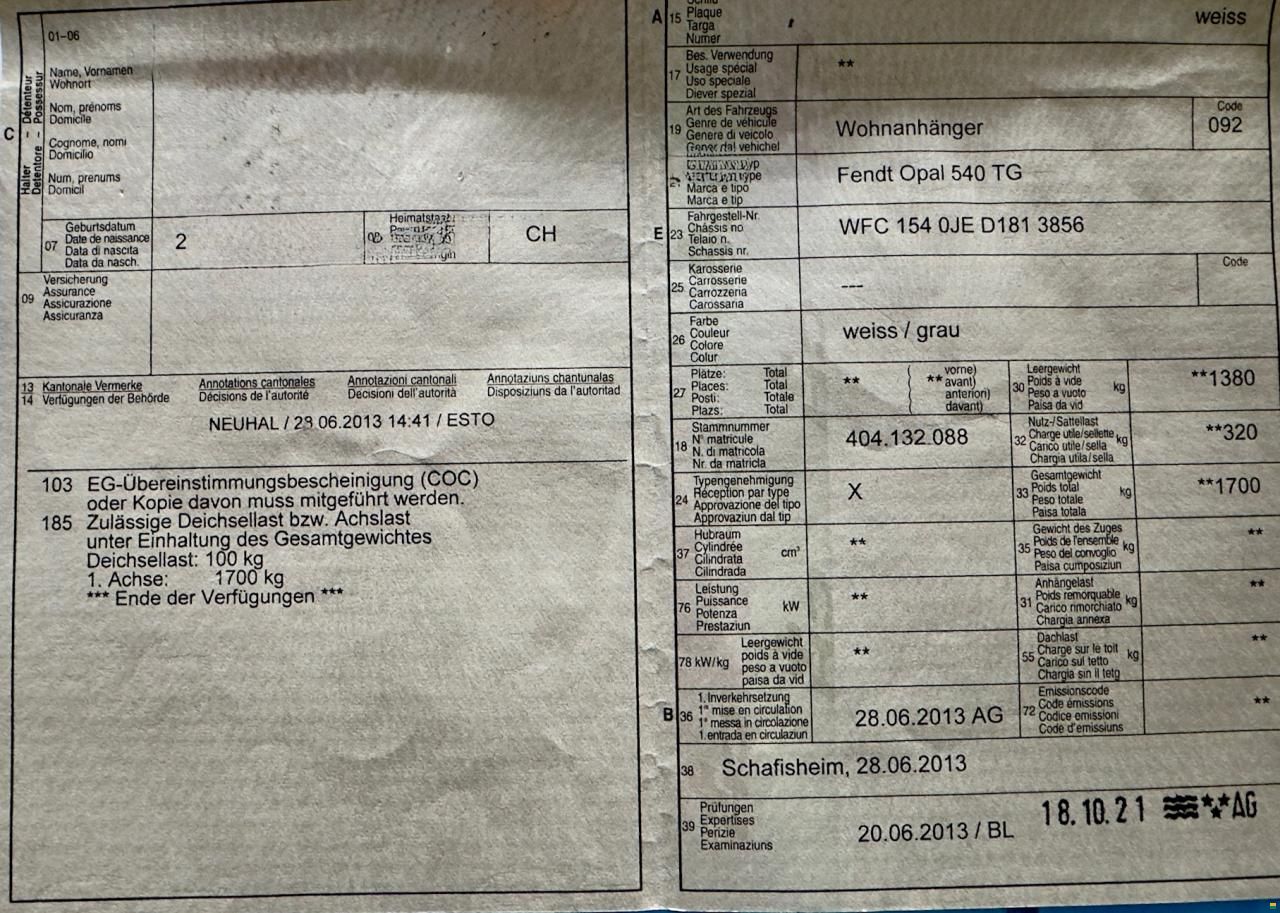 01-06
C
Halter - Détenteur
Detentore - Possessur
Name, Vornamen
Wohnort
Nom, prénoms
Domicile
Cognome, nomi
Domicilio
Num, prenums
Domicil
07
Geburtsdatum
Date de naissance
Data di nascita
Data da nasch.
2
Heimatstaat
CH
09
Versicherung
Assurance
Assicurazione
Assicuranza
13 Kantonale Vermerke Annotations cantonales Annotazioni cantonali Annotaziuns chantunalas
14 Verfügungen der Behörde Décisions de l'autorité Decisioni dell'autorità Disposiziuns da l'autoritad
NEUHAL / 28.06.2013 14:41 / ESTO
103 EG-Übereinstimmungsbescheinigung (COC)
oder Kopie davon muss mitgeführt werden.
185 Zulässige Deichsellast bzw. Achslast
unter Einhaltung des Gesamtgewichtes
Deichsellast: 100 kg
1. Achse: 1700 kg
*** Ende der Verfügungen ***
A 15
Plaque
Targa
Numer
weiss
17
Bes. Verwendung
Usage spécial
Uso speciale
Diever spezial
**
19
Art des Fahrzeugs
Genre de véhicule
Genere di veicolo
Gener dal vehichel
Wohnanhänger
Code
092
Marca e tipo
Marca e tip
Fendt Opal 540 TG
E 23
Fahrgestell-Nr.
Châssis no
Telaio n.
Schassis nr.
WFC 154 0JE D181 3856
25
Karosserie
Carrosserie
Carrozzeria
Carossaria
---
Code
26
Farbe
Couleur
Colore
Colur
weiss / grau
27
Plätze: Total
Places: Total
Posti: Totale
Plazs: Total
**
**
vorne)
avant)
anteriori)
davant)
30
Leergewicht
Poids à vide
Peso a vuoto
Paisa da vid
kg
**1380
18
Stammnummer
N° matricule
N. di matricola
Nr. da matricla
404.132.088
32
Nutz-/Sattellast
Charge utile/sellette
Carico utile/sella
Chargia utila/sella
kg
**320
24
Typengenehmigung
Réception par type
Approvazione del tipo
Approvaziun dal tip
X
33
Gesamtgewicht
Poids total
Peso totale
Paisa totala
kg
**1700
37
Hubraum
Cylindrée
Cilindrata
Cilindrada
cm³
**
35
Gewicht des Zuges
Poids de l'ensemble
Peso del convoglio
Paisa cumposiziun
kg
**
76
Leistung
Puissance
Potenza
Prestaziun
kW
**
31
Anhängelast
Poids remorquable
Carico rimorchiato
Chargia annexa
kg
**
78 kW/kg
Leergewicht
poids à vide
peso a vuoto
paisa da vid
**
55
Dachlast
Charge sur le toit
Carico sul tetto
Chargia sin il tetg
kg
**
B 36
1. Inverkehrsetzung
1re mise en circulation
1a messa in circolazione
1. entrada en circulaziun
28.06.2013 AG
72
Emissionscode
Code émissions
Codice emissioni
Code d'emissiuns
**
38
Schafisheim, 28.06.2013
39
Prüfungen
Expertises
Perizie
Examinaziuns
20.06.2013 / BL
18.10.21 AG